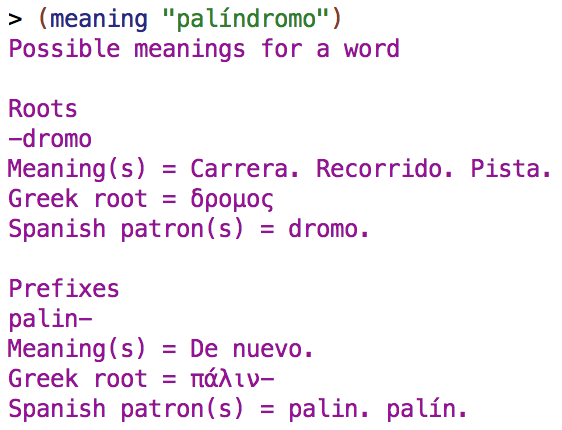 > (meaning "palíndromo")
Possible meanings for a word
Roots
-dromo
Meaning(s) = Carrera. Recorrido. Pista.
Greek root = δρομος
Spanish patron(s) = dromo.
Prefixes
palin-
Meaning(s) = De nuevo.
Greek root = πάλιν-
Spanish patron(s) = palin. palín.